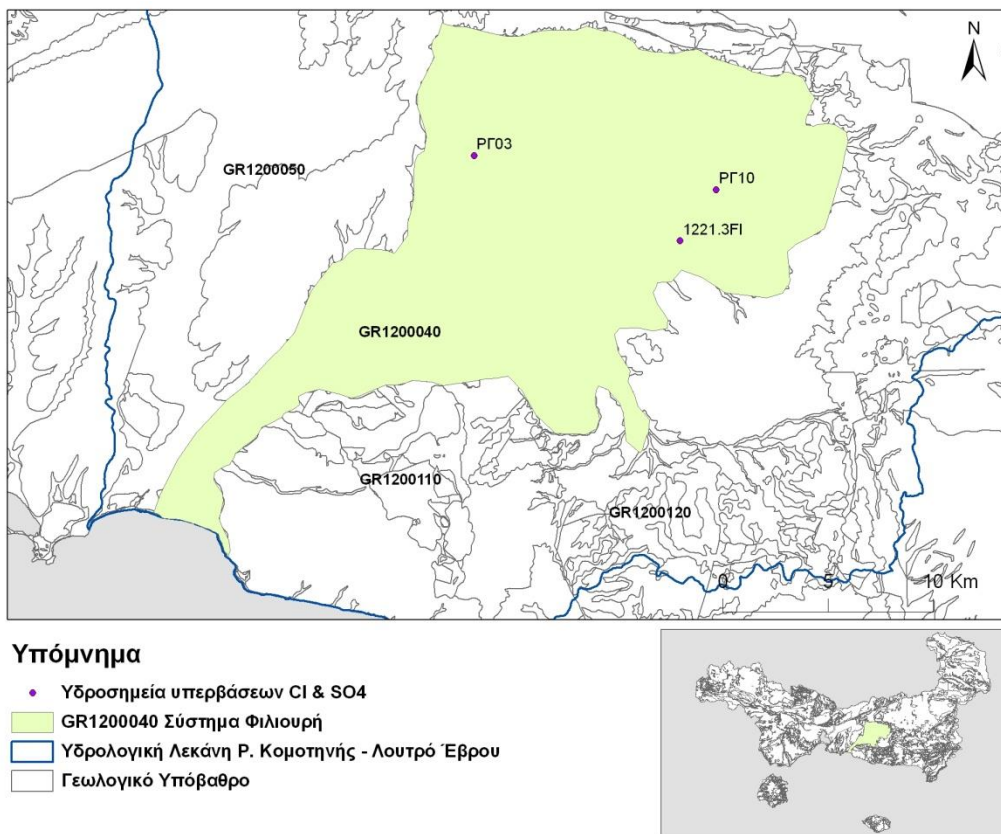 N
ΡΓ03
GR1200050
ΡΓ10
1221.3FI
GR1200040
GR1200110
GR1200120
0 5 10 Km
Υπόμνημα
Υδροσημεία υπερβάσεων Cl & SO4
GR1200040 Σύστημα Φιλιουρή
Υδρολογική Λεκάνη Ρ. Κομοτηνής - Λουτρό Έβρου
Γεωλογικό Υπόβαθρο